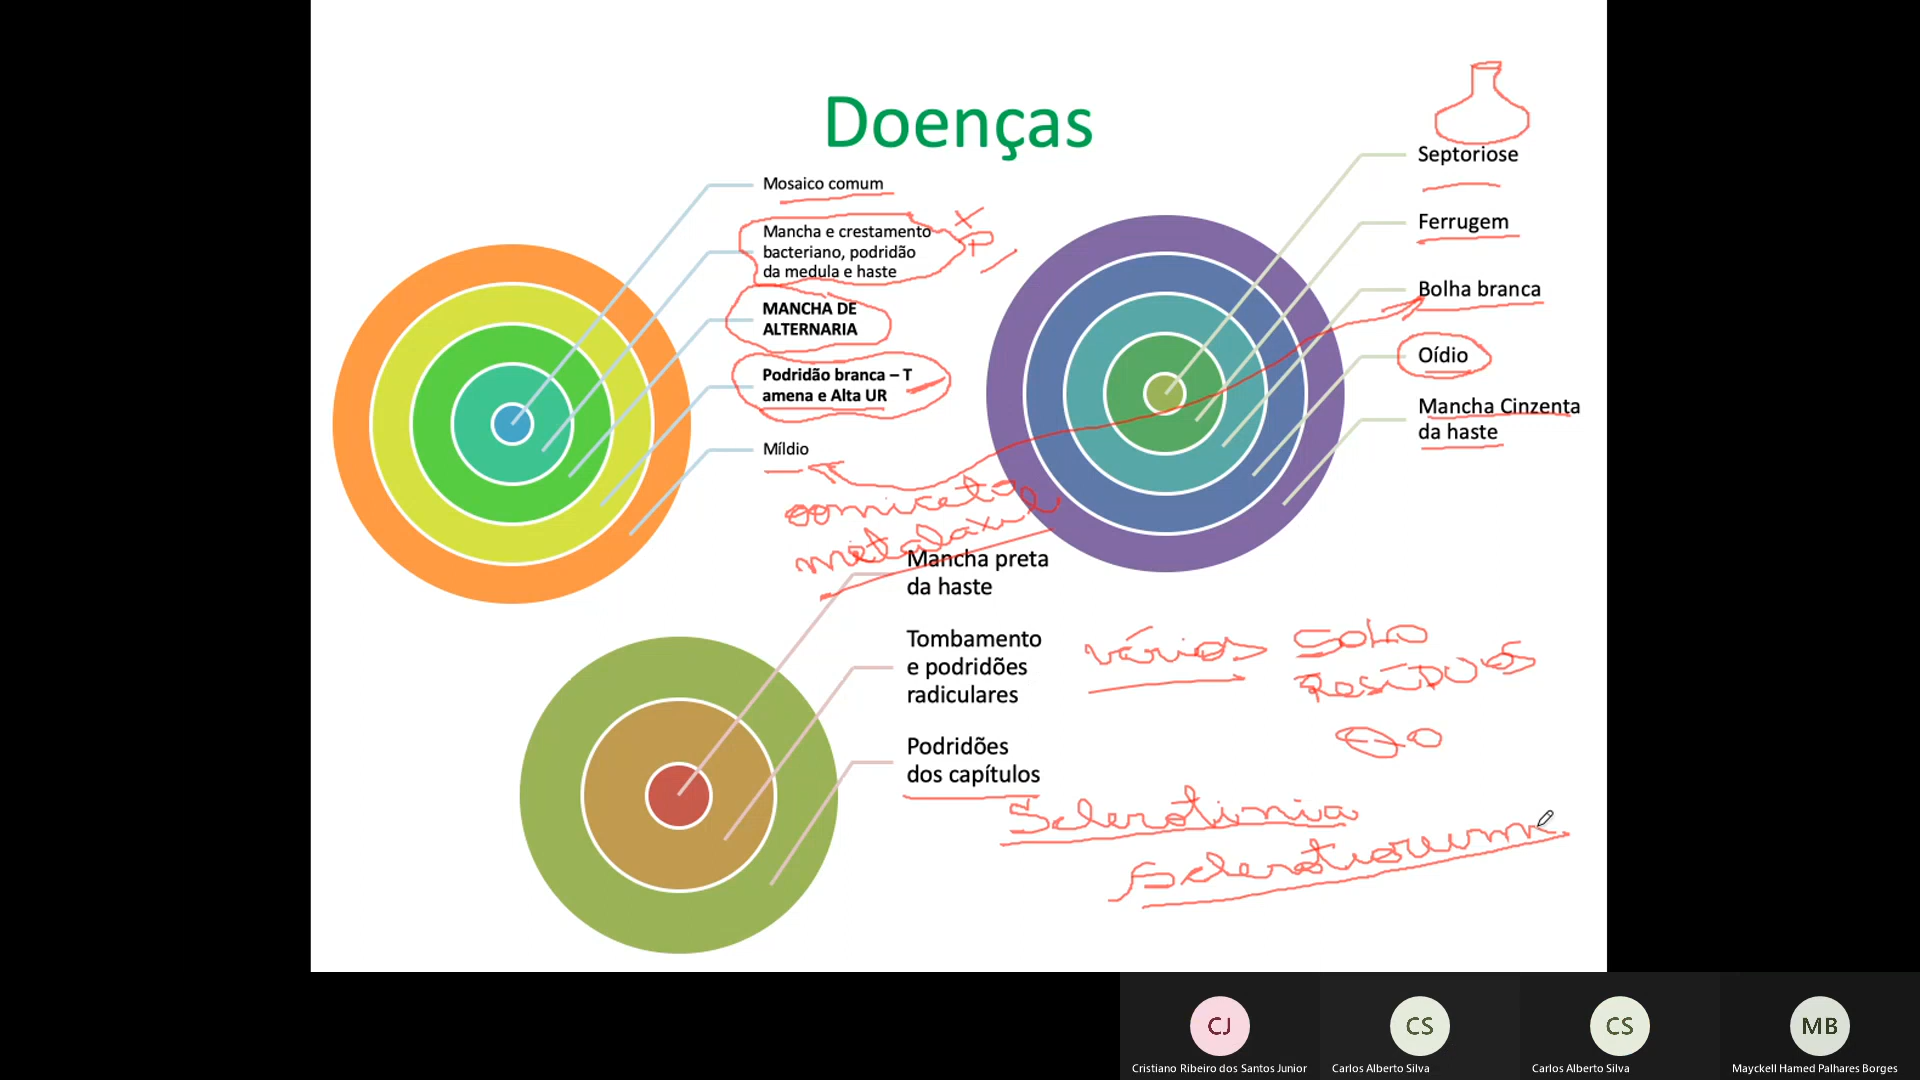 Doenças
Mosaico comum
Mancha e crestamento
bacteriano, podridão
da medula e haste
X
P
MANCHA DE
ALTERNARIA
Podridão branca – T
amena e Alta UR
Míldio
oomiceto
metalaxil
Septoriose
Ferrugem
Bolha branca
Oídio
Mancha Cinzenta
da haste
Mancha preta
da haste
Tombamento
e podridões
radiculares
vários
SOLO
RESÍDUOS
Podridões
dos capítulos
Sclerotinia
sclerotiorum
CJ
Cristiano Ribeiro dos Santos Junior
CS
Carlos Alberto Silva
CS
Carlos Alberto Silva
MB
Mayckell Hamed Palhares Borges